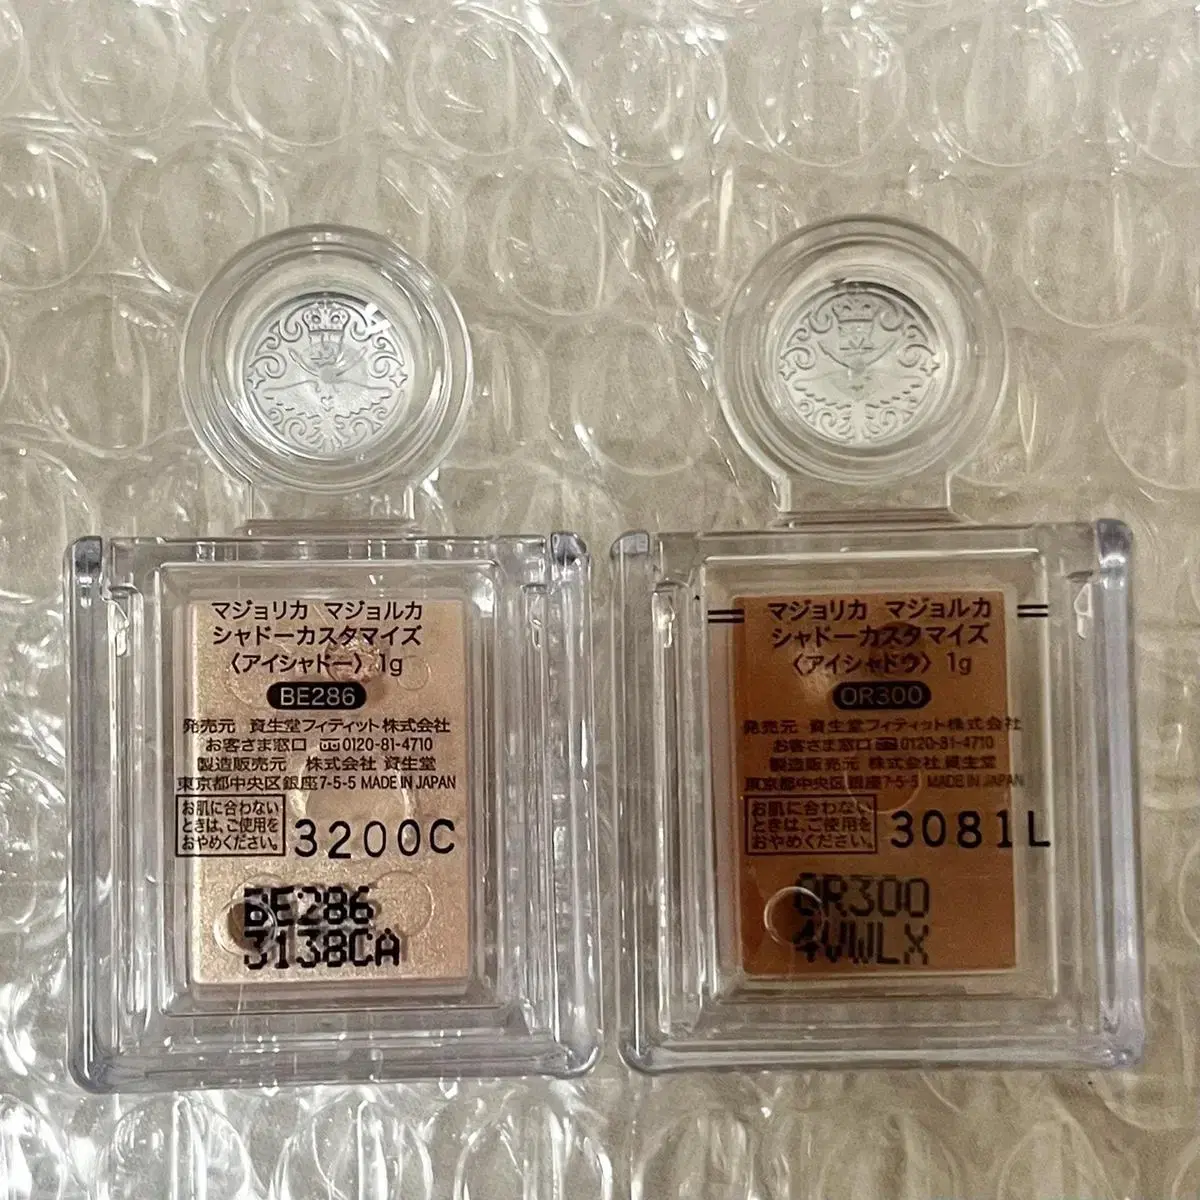 マジョリカ マジョルカ
シャドーカスタマイズ
〈アイシャドー〉 1g
BE286
発売元 資生堂フィティット株式会社
お客さま窓口 0120-81-4710
製造販売元 株式会社 資生堂
東京都中央区銀座7-5-5 MADE IN JAPAN
お肌に合わない
ときは、ご使用を
おやめください。
3200C
BE286
3138CA
マジョリカ マジョルカ
シャドーカスタマイズ
〈アイシャドウ〉 1g
OR300
発売元 資生堂フィティット株式会社
お客さま窓口 0120-81-4710
製造販売元 株式会社 資生堂
東京都中央区銀座7-5-5 MADE IN JAPAN
お肌に合わない
ときは、ご使用を
おやめください。
3081L
OR300
4VWLX